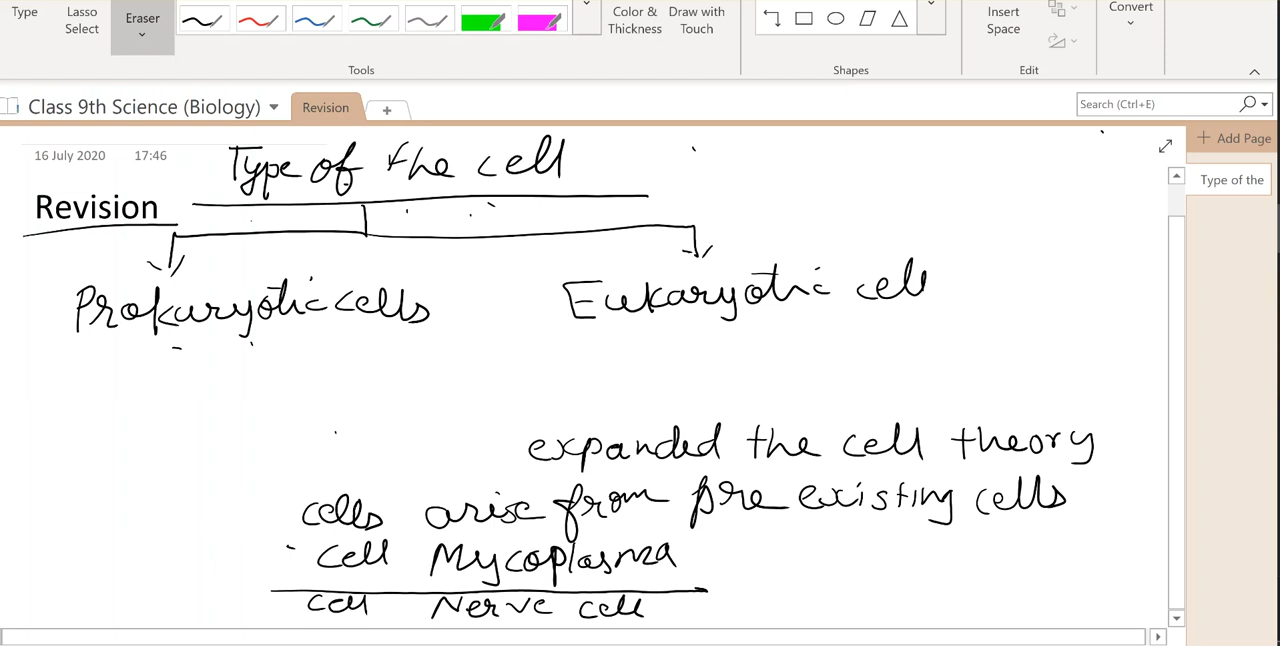 Type
Lasso Select
Eraser
Color & Thickness
Draw with Touch
Insert Space
Convert
Tools
Shapes
Edit
Class 9th Science (Biology)
Revision
Search (Ctrl+E)
Add Page
16 July 2020 17:46
Type of the cell
Type of the
Revision
Prokaryotic cells Eukaryotic cell
expanded the cell theory
cells arise from pre existing cells
cell Mycoplasma
cell Nerve cell